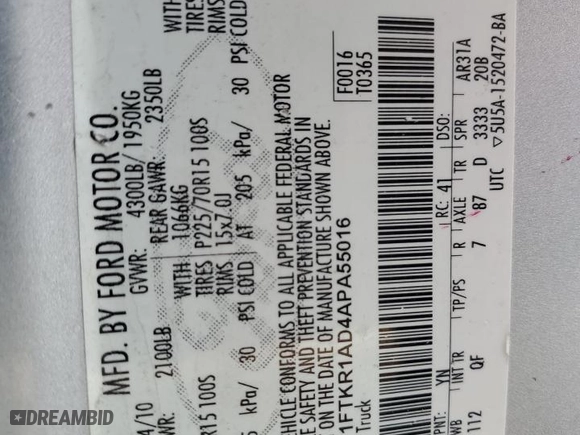 MFD. BY FORD MOTOR CO.
4/10 GVWR: 4300LB/ 1950KG
WR: 2100LB REAR GAWR: 2350LB
WITH 1066KG WITH
R15 100S TIRES P225/70R15 100S TIRES
RIMS 15x7.0J RIMS
30 PSI COLD AT 205 kPa/ 30 PSI COLD
EHICLE CONFORMS TO ALL APPLICABLE FEDERAL MOTOR
E SAFETY AND THEFT PREVENTION STANDARDS IN
ON THE DATE OF MANUFACTURE SHOWN ABOVE.
1FTKR1AD4APA55016 F0016
Truck T0365
PNT: YN RC: 41 DSO:
WB INT TR TP/PS R AXLE TR SPR AR31A
112 QF 7 87 D 3333 20B
UTC ▽5U5A-1520472-BA
DREAMBID